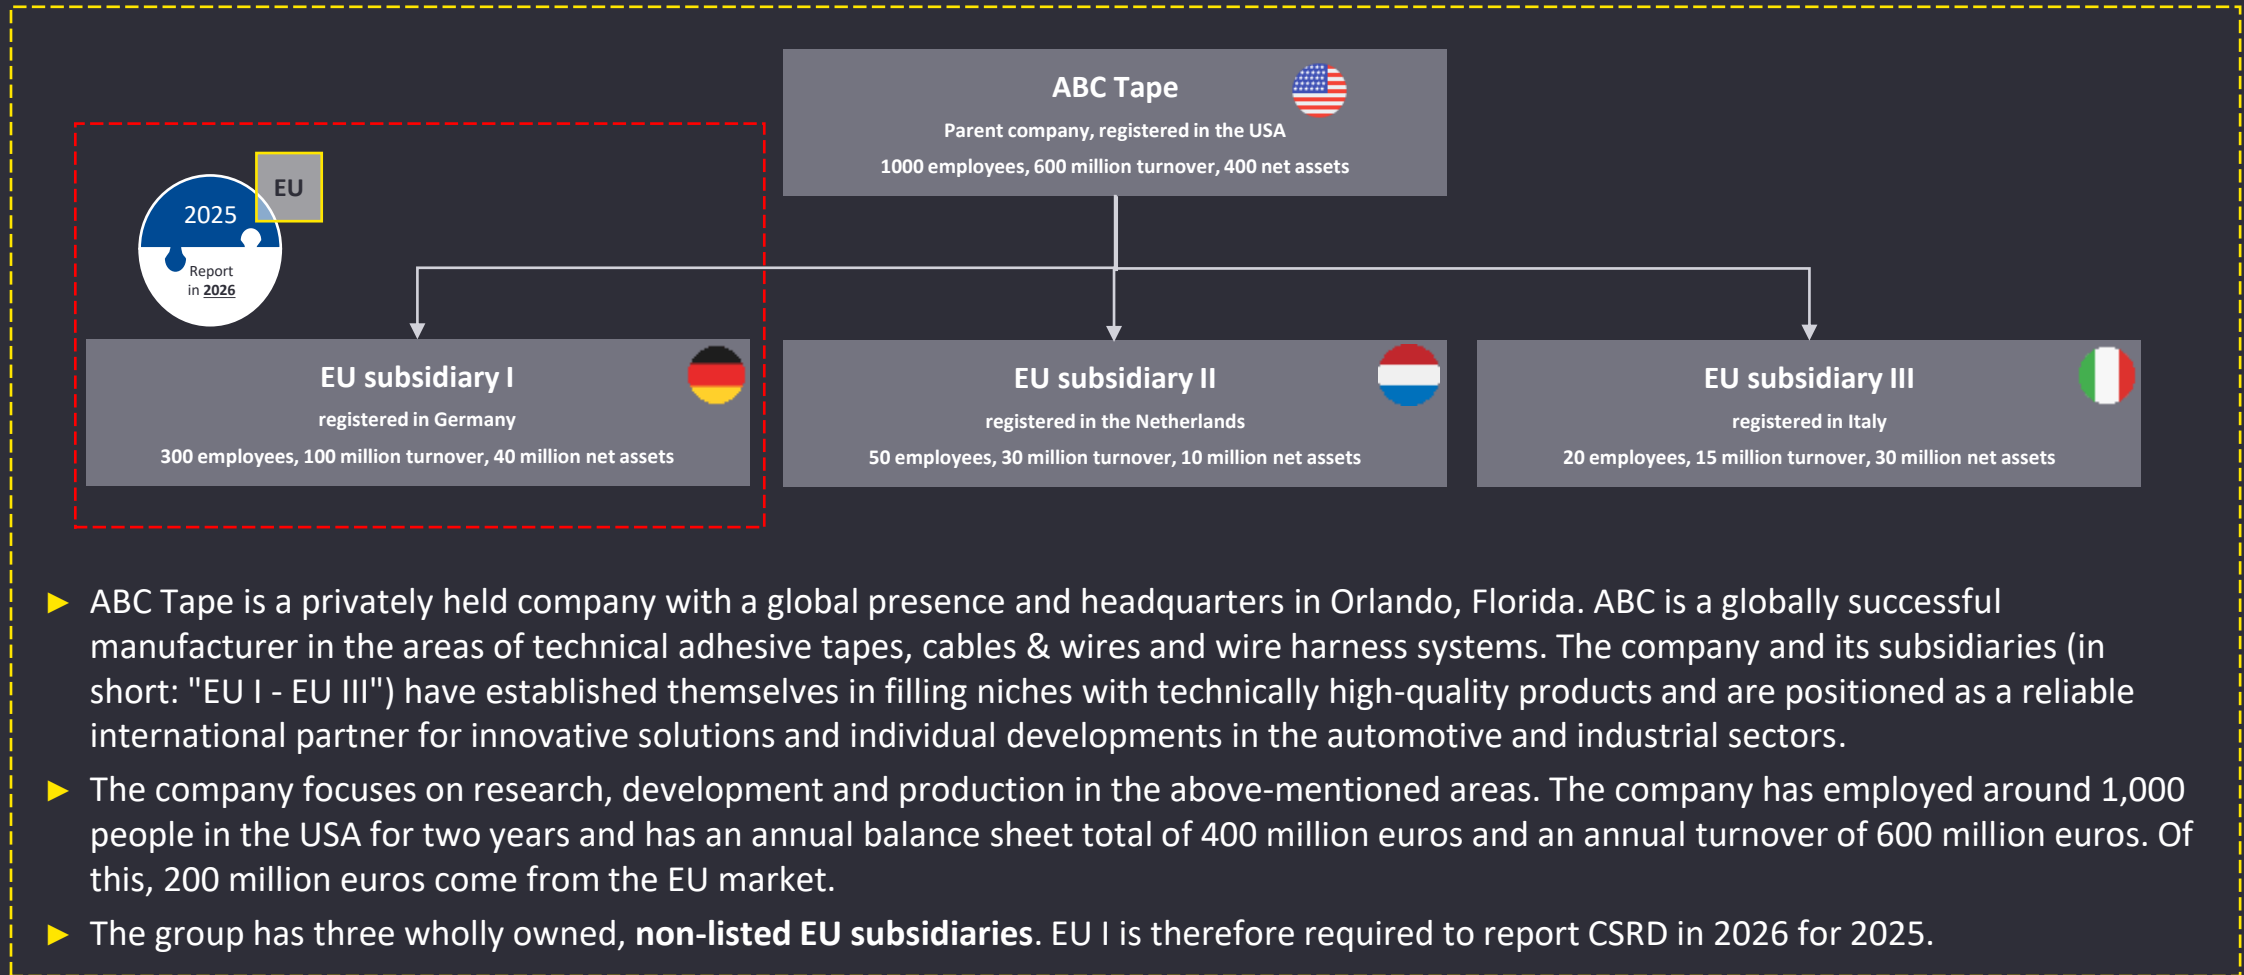 ABC Tape
Parent company, registered in the USA
1000 employees, 600 million turnover, 400 net assets
EU
2025
Report
in 2026
EU subsidiary I
registered in Germany
300 employees, 100 million turnover, 40 million net assets
EU subsidiary II
registered in the Netherlands
50 employees, 30 million turnover, 10 million net assets
EU subsidiary III
registered in Italy
20 employees, 15 million turnover, 30 million net assets
► ABC Tape is a privately held company with a global presence and headquarters in Orlando, Florida. ABC is a globally successful
manufacturer in the areas of technical adhesive tapes, cables & wires and wire harness systems. The company and its subsidiaries (in
short: "EU I - EU III") have established themselves in filling niches with technically high-quality products and are positioned as a reliable
international partner for innovative solutions and individual developments in the automotive and industrial sectors.
► The company focuses on research, development and production in the above-mentioned areas. The company has employed around 1,000
people in the USA for two years and has an annual balance sheet total of 400 million euros and an annual turnover of 600 million euros. Of
this, 200 million euros come from the EU market.
► The group has three wholly owned, non-listed EU subsidiaries. EU I is therefore required to report CSRD in 2026 for 2025.